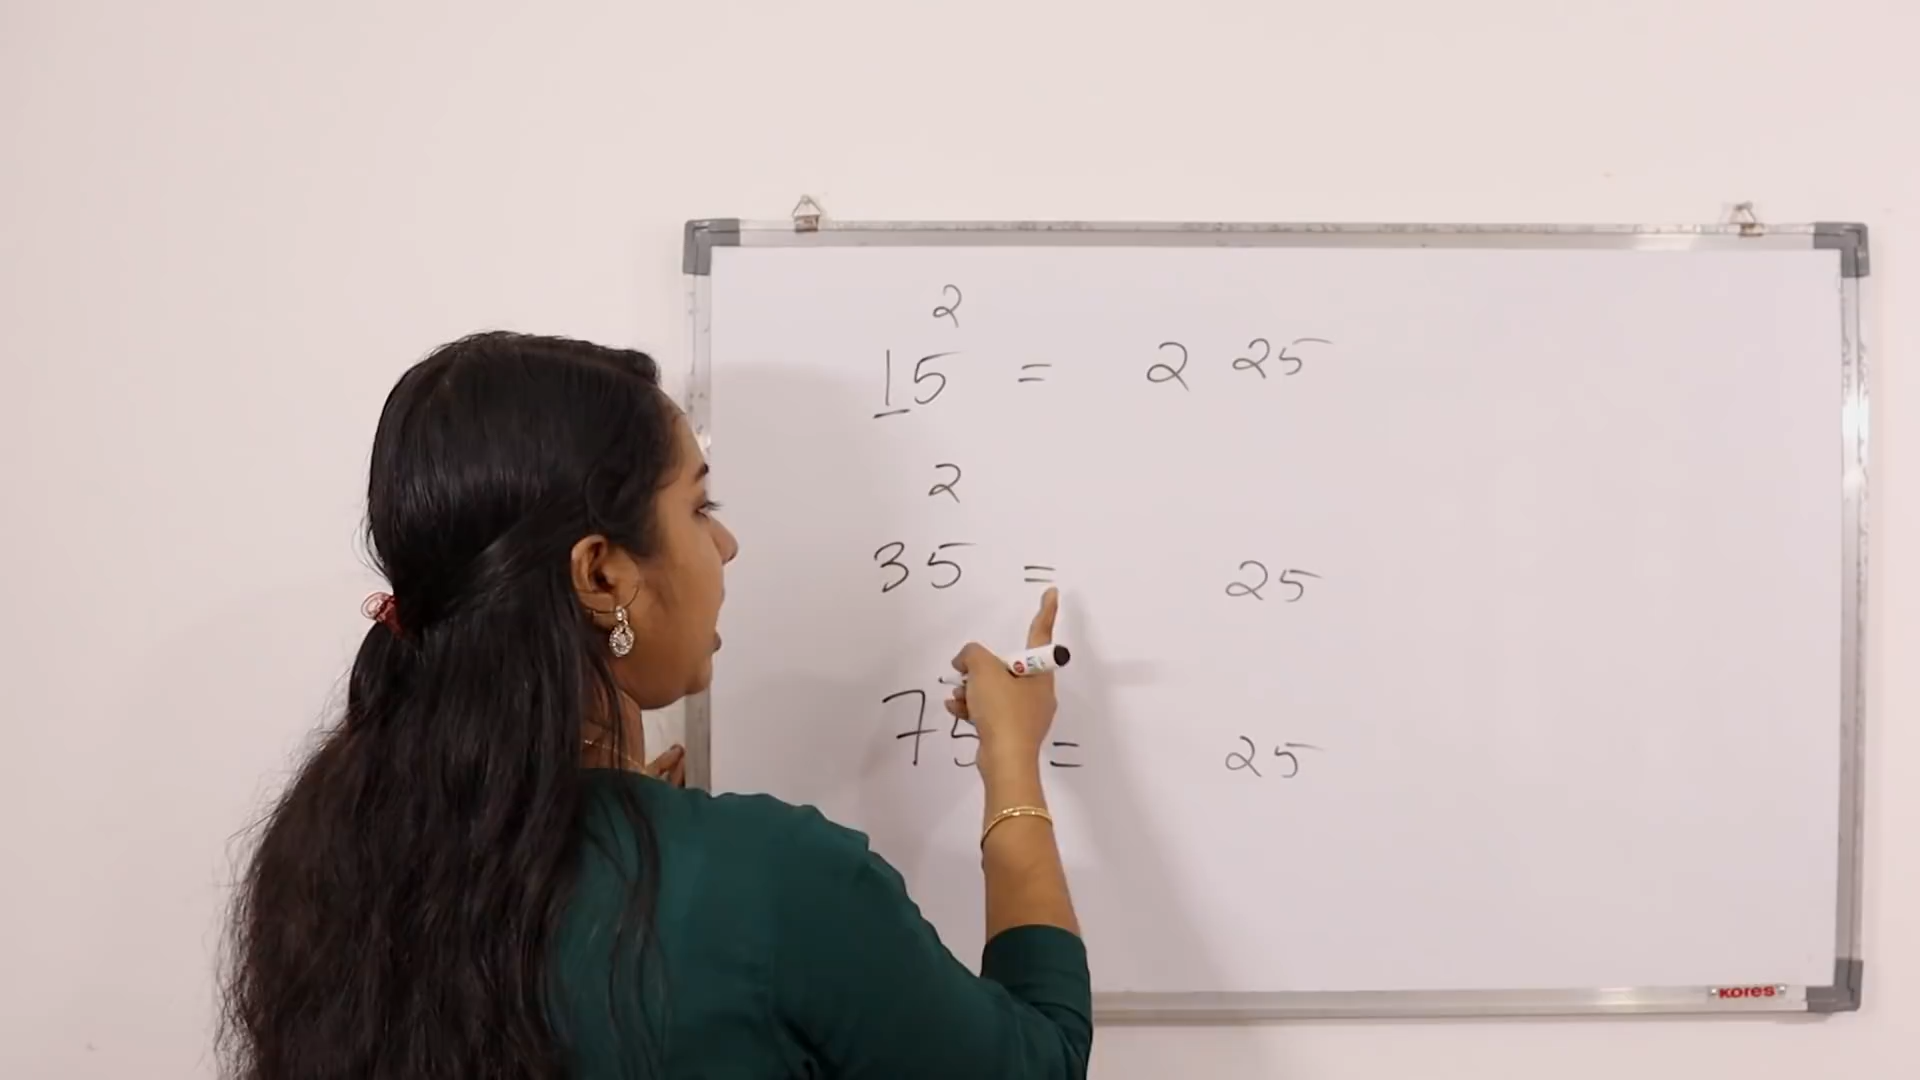 2
15 = 2 25
2
35 = 25
75 = 25
KORES